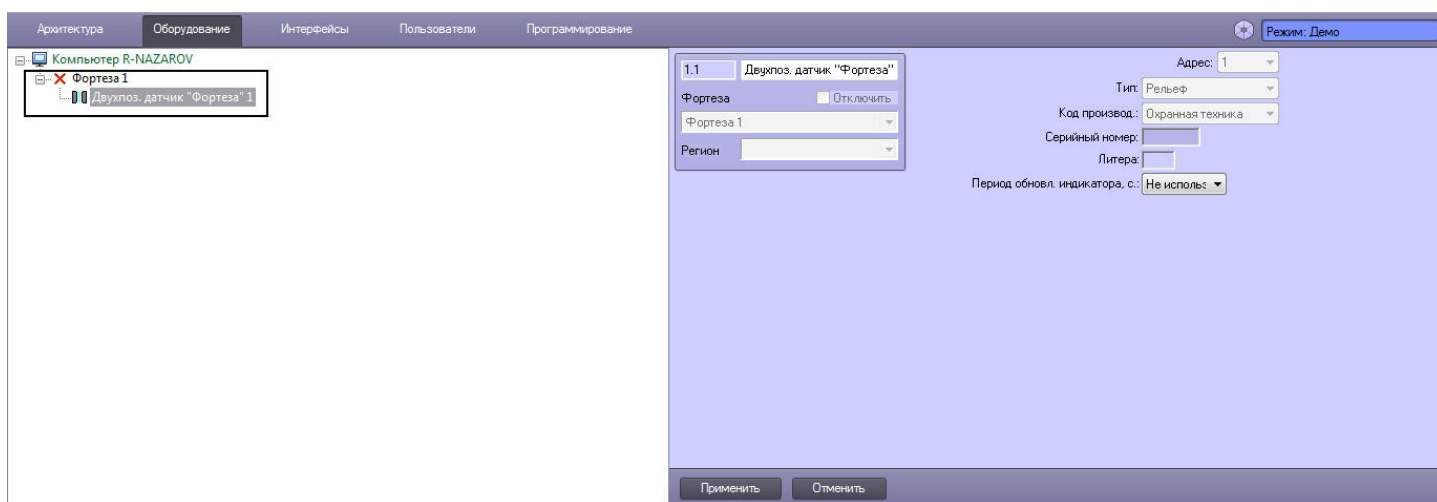 Архитектура Оборудование Интерфейсы Пользователи Программирование Режим: Демо
Компьютер R-NAZAROV
Фортеза 1
Двухпоз. датчик "Фортеза" 1
1.1 Двухпоз. датчик "Фортеза"
Фортеза Отключить
Фортеза 1
Регион
Адрес: 1
Тип: Рельеф
Код производ.: Охранная техника
Серийный номер:
Литера:
Период обновл. индикатора, с.: Не использ
Применить Отменить